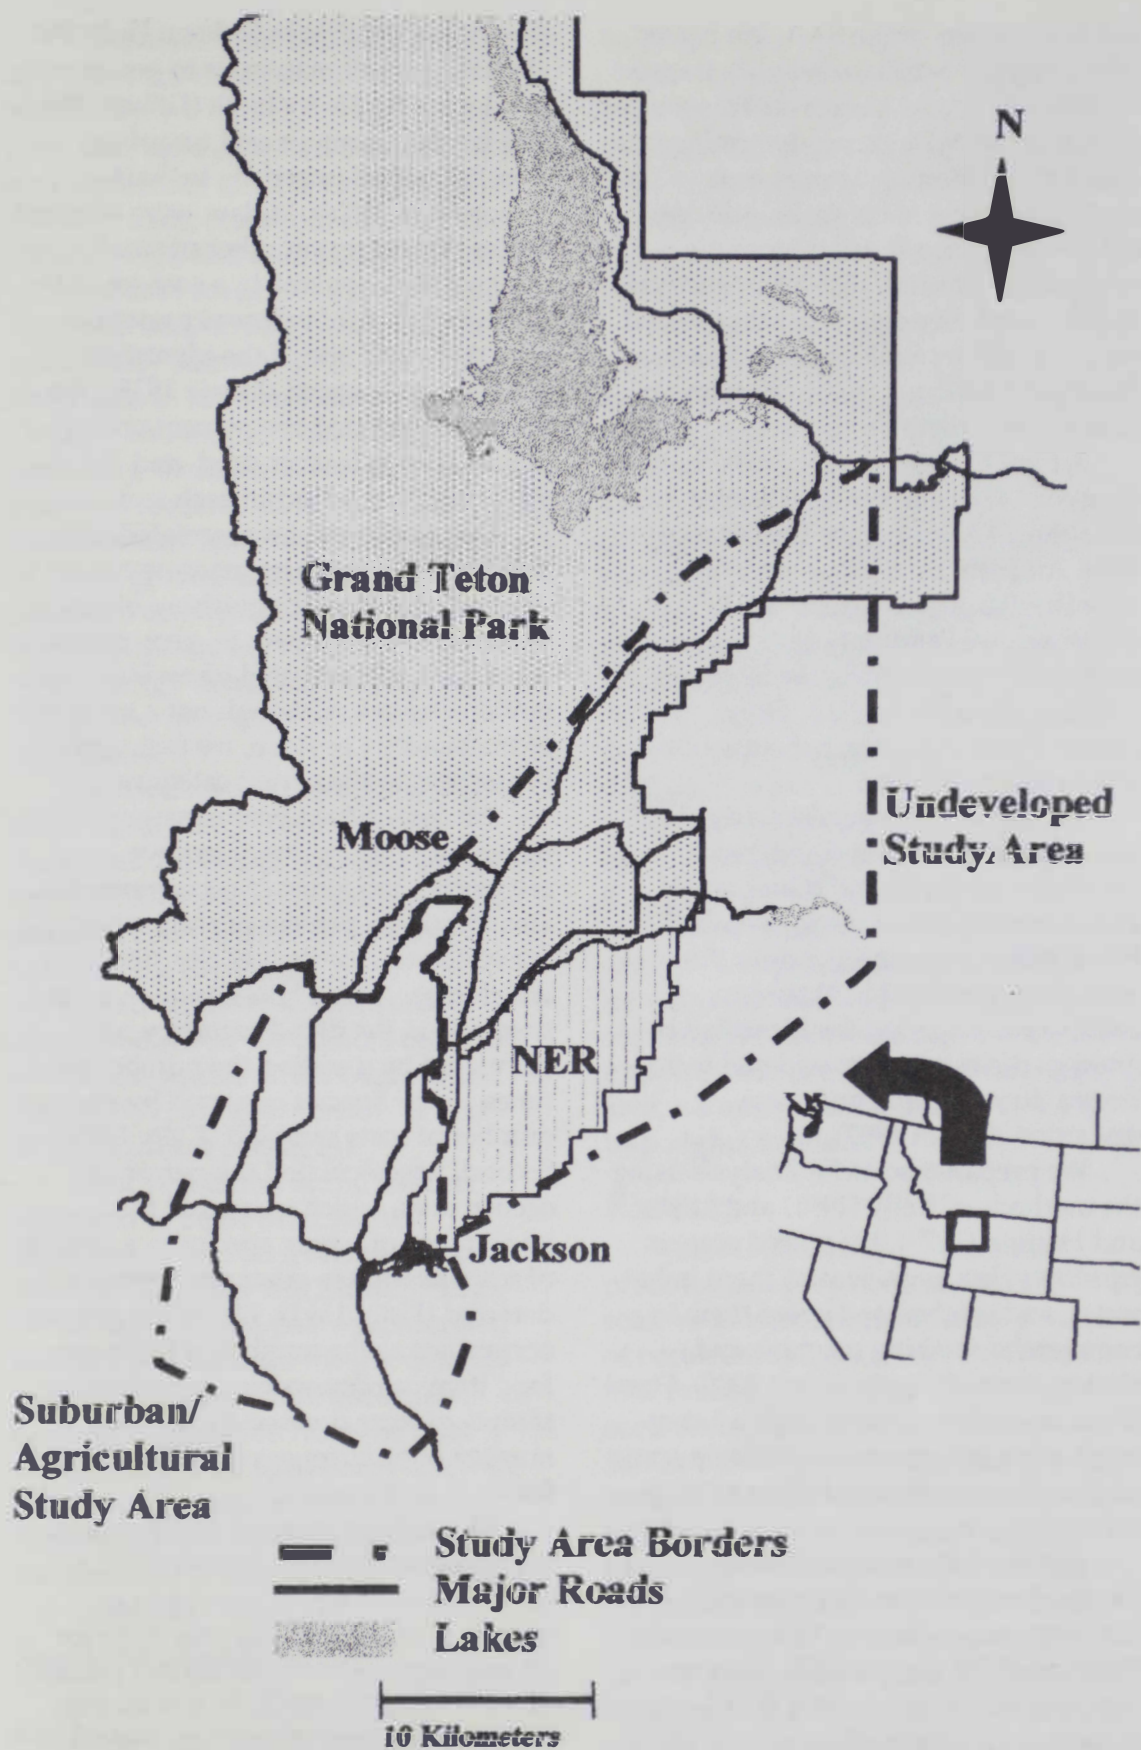 N
Grand Teton
National Park
Moose
Undeveloped
Study Area
NER
Jackson
Suburban/
Agricultural
Study Area
Study Area Borders
Major Roads
Lakes
10 Kilometers